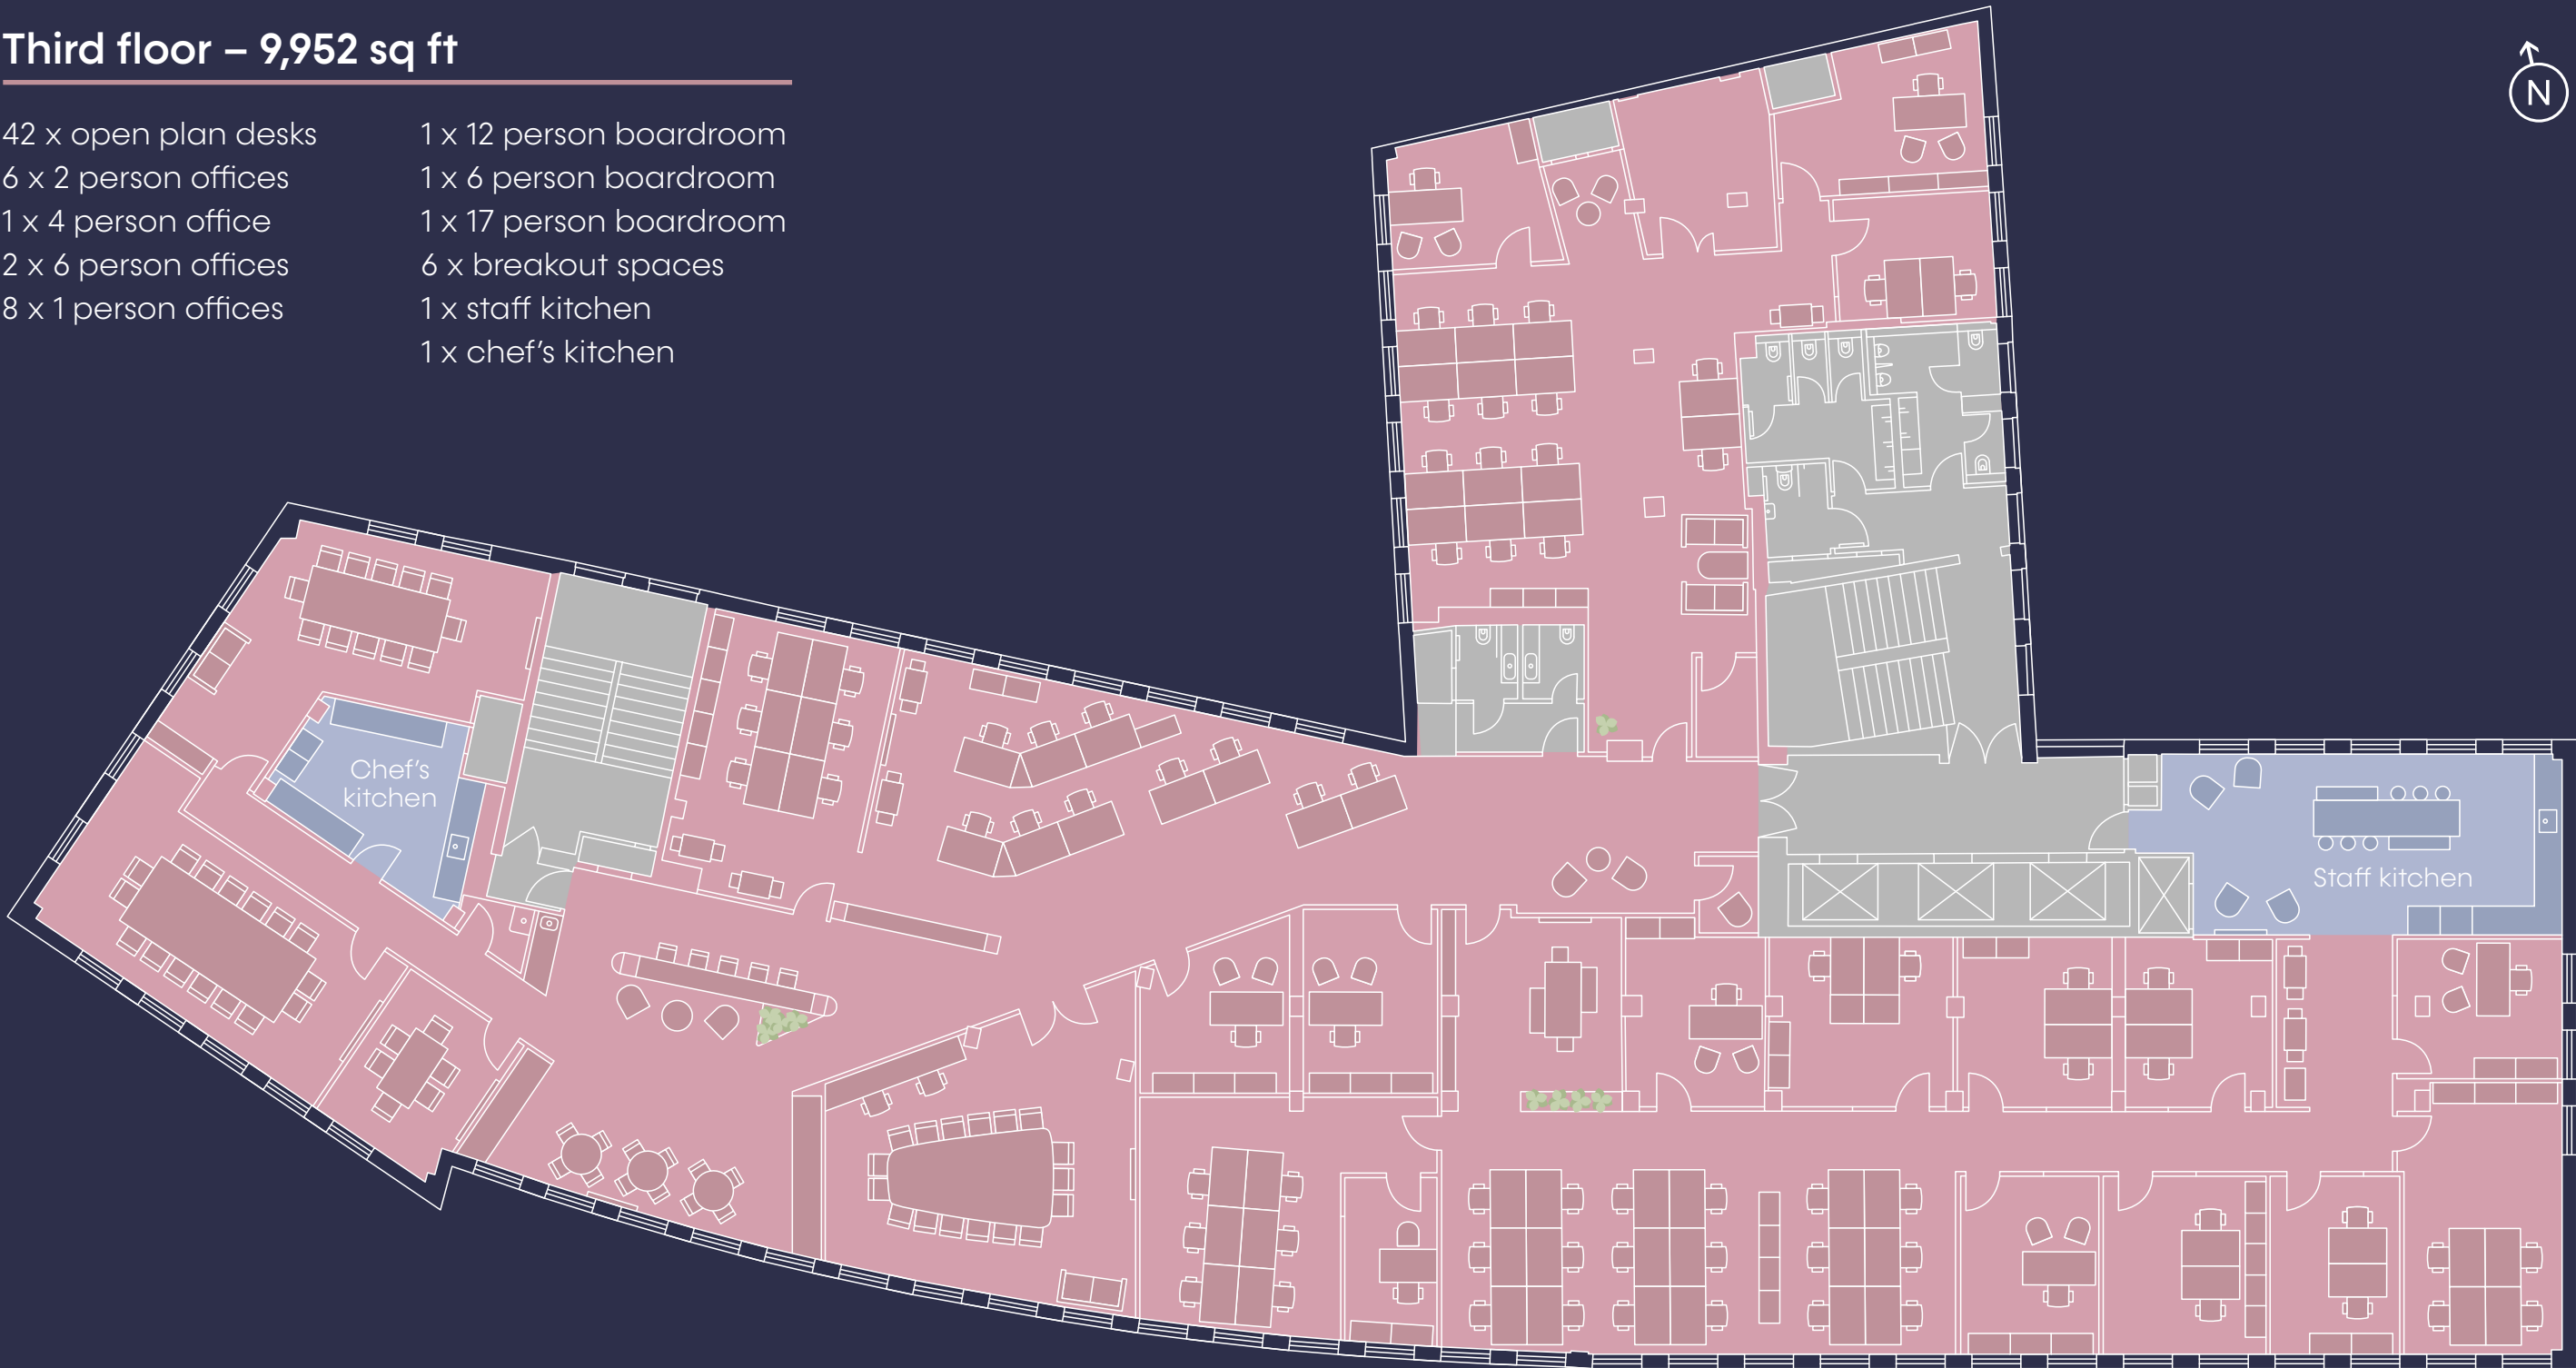 Third floor – 9,952 sq ft
42 x open plan desks
6 x 2 person offices
1 x 4 person office
2 x 6 person offices
8 x 1 person offices
1 x 12 person boardroom
1 x 6 person boardroom
1 x 17 person boardroom
6 x breakout spaces
1 x staff kitchen
1 x chef’s kitchen
N
Chef’s
kitchen
Staff kitchen